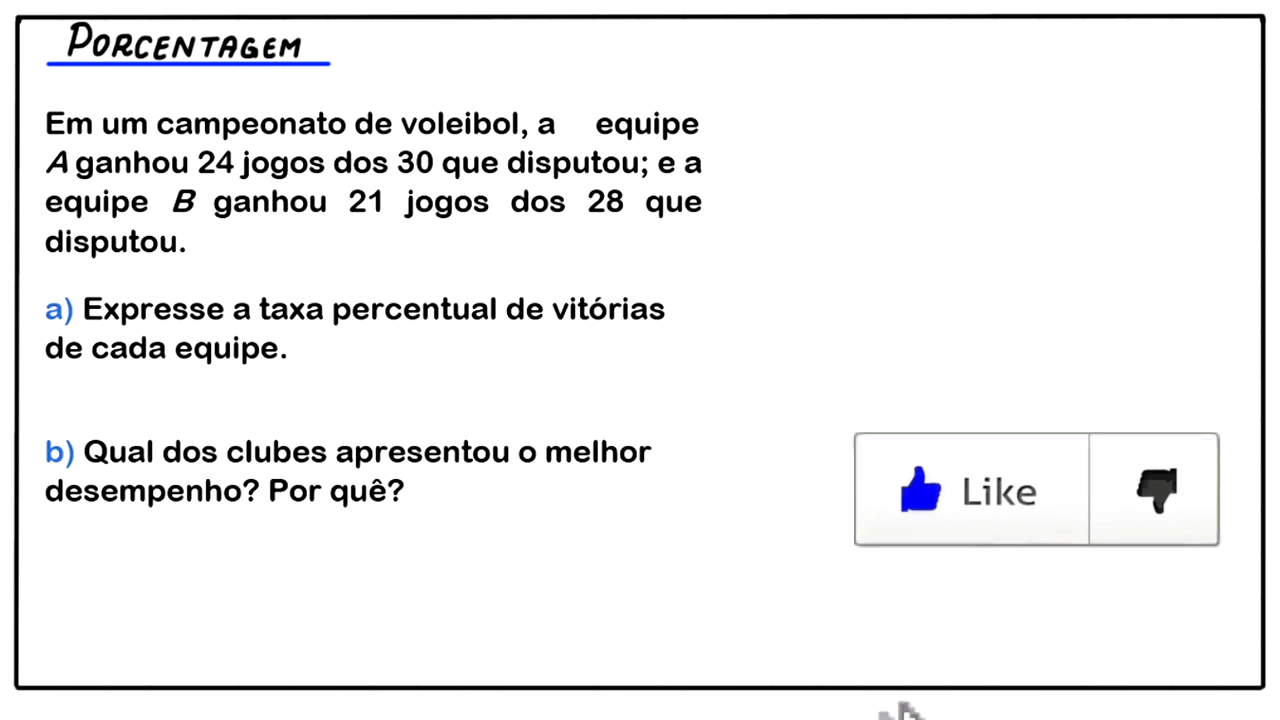 PORCENTAGEM
Em um campeonato de voleibol, a equipe
A ganhou 24 jogos dos 30 que disputou; e a
equipe B ganhou 21 jogos dos 28 que
disputou.
a) Expresse a taxa percentual de vitórias
de cada equipe.
b) Qual dos clubes apresentou o melhor
desempenho? Por quê?
Like